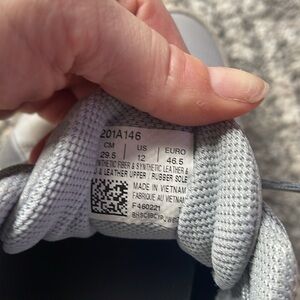 201A146
CM US EURO
29.5 12 46.5
THETIC FIBER & SYNTHETIC LEATHER &
& LEATHER UPPER / RUBBER SOLE
MADE IN VIETNAM
FABRIQUE AU VIETNAM
F460221